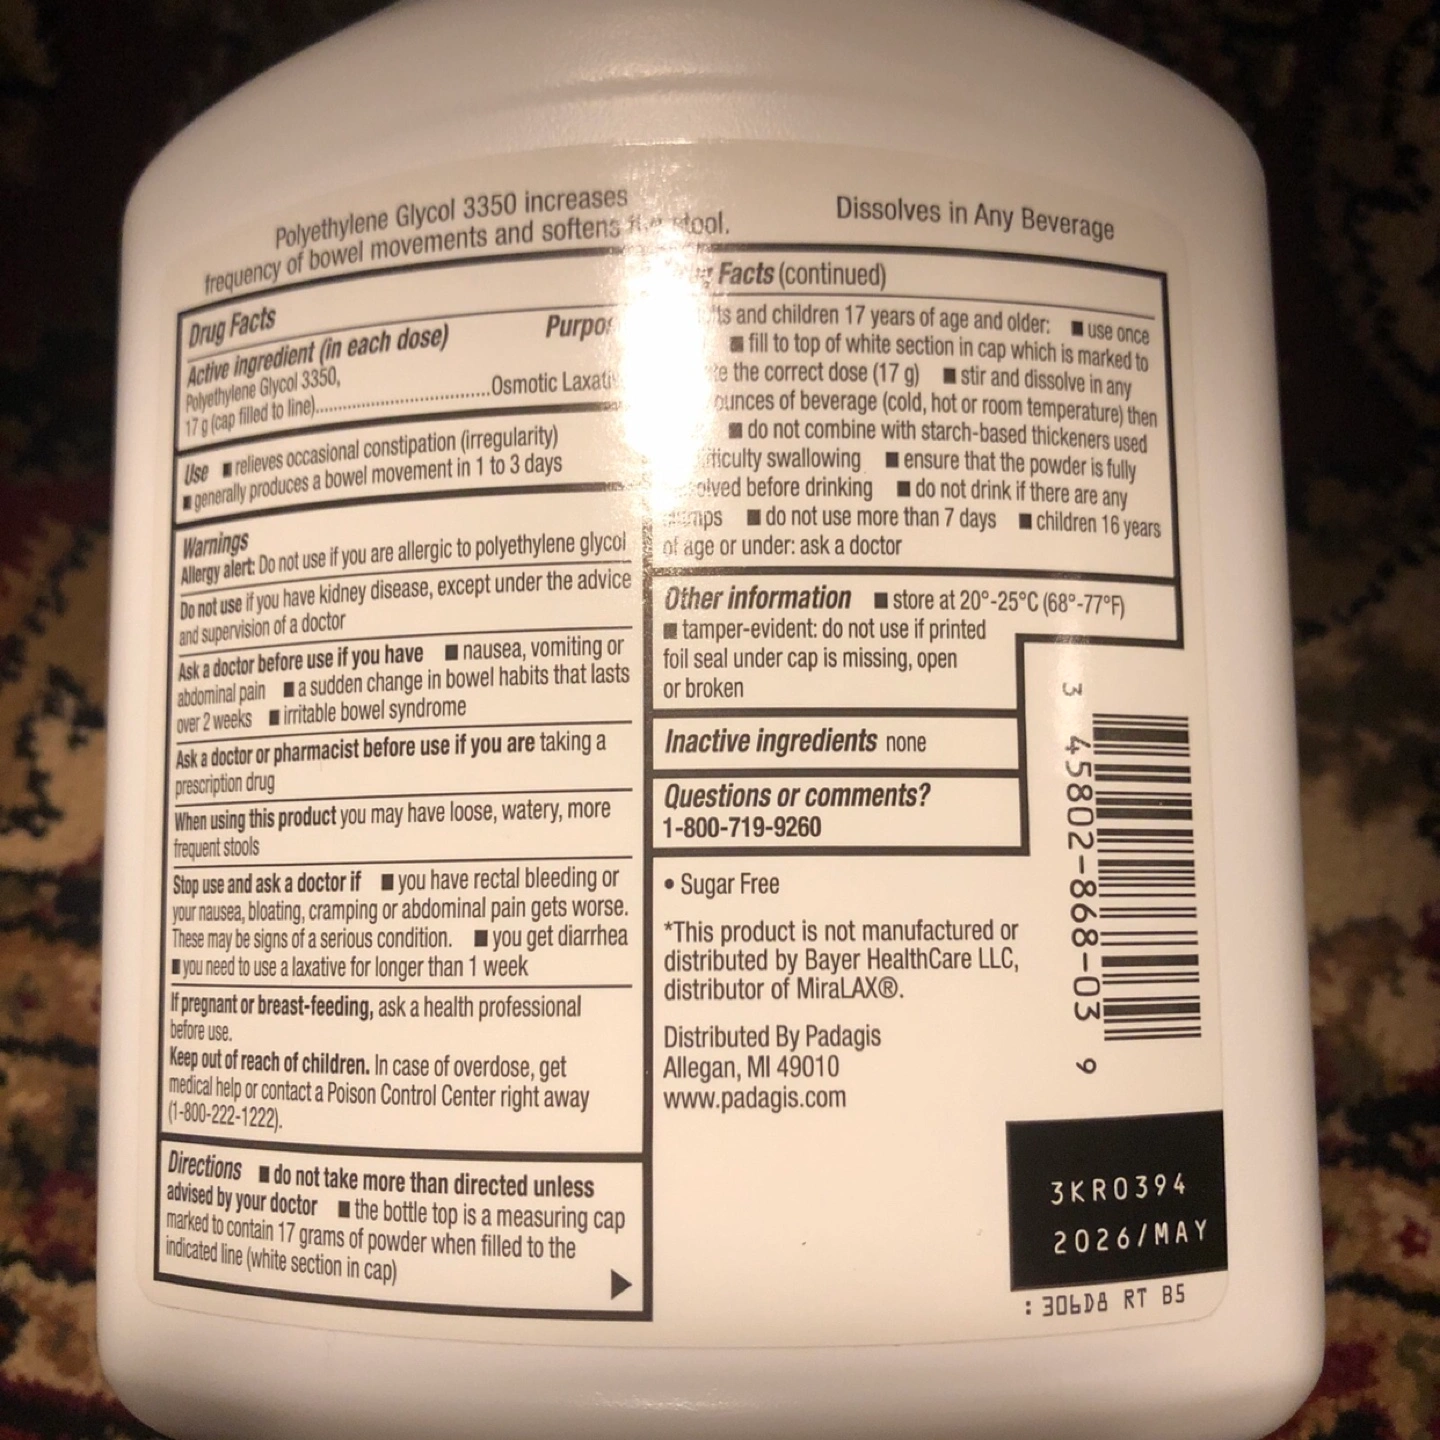 Polyethylene Glycol 3350 increases
frequency of bowel movements and softens stool.
Dissolves in Any Beverage
Drug Facts
Active ingredient (in each dose)
Polyethylene Glycol 3350,
17 g (cap filled to line)....................................Osmotic
Use ■ relieves occasional constipation (irregularity)
■ generally produces a bowel movement in 1 to 3 days
Warnings
Allergy alert: Do not use if you are allergic to polyethylene glycol
Do not use if you have kidney disease, except under the advice
and supervision of a doctor
Ask a doctor before use if you have ■ nausea, vomiting or
abdominal pain ■ a sudden change in bowel habits that lasts
over 2 weeks ■ irritable bowel syndrome
Ask a doctor or pharmacist before use if you are taking a
prescription drug
When using this product you may have loose, watery, more
frequent stools
Stop use and ask a doctor if ■ you have rectal bleeding or
your nausea, bloating, cramping or abdominal pain gets worse.
These may be signs of a serious condition. ■ you get diarrhea
■ you need to use a laxative for longer than 1 week
If pregnant or breast-feeding, ask a health professional
before use.
Keep out of reach of children. In case of overdose, get
medical help or contact a Poison Control Center right away
(1-800-222-1222).
Directions ■ do not take more than directed unless
advised by your doctor ■ the bottle top is a measuring cap
marked to contain 17 grams of powder when filled to the
indicated line (white section in cap)
Facts (continued)
and children 17 years of age and older: ■ use once
■ fill to top of white section in cap which is marked to
the correct dose (17 g) ■ stir and dissolve in any
of beverage (cold, hot or room temperature) then
■ do not combine with starch-based thickeners used
swallowing ■ ensure that the powder is fully
before drinking ■ do not drink if there are any
■ do not use more than 7 days ■ children 16 years
of age or under: ask a doctor
Other information ■ store at 20°-25°C (68°-77°F)
■ tamper-evident: do not use if printed
foil seal under cap is missing, open
or broken
Inactive ingredients none
Questions or comments?
1-800-719-9260
• Sugar Free
*This product is not manufactured or
distributed by Bayer HealthCare LLC,
distributor of MiraLAX®.
Distributed By Padagis
Allegan, MI 49010
www.padagis.com
3 45802-868-03 9
3KR0394
2026/MAY
: 306D8 RT B5